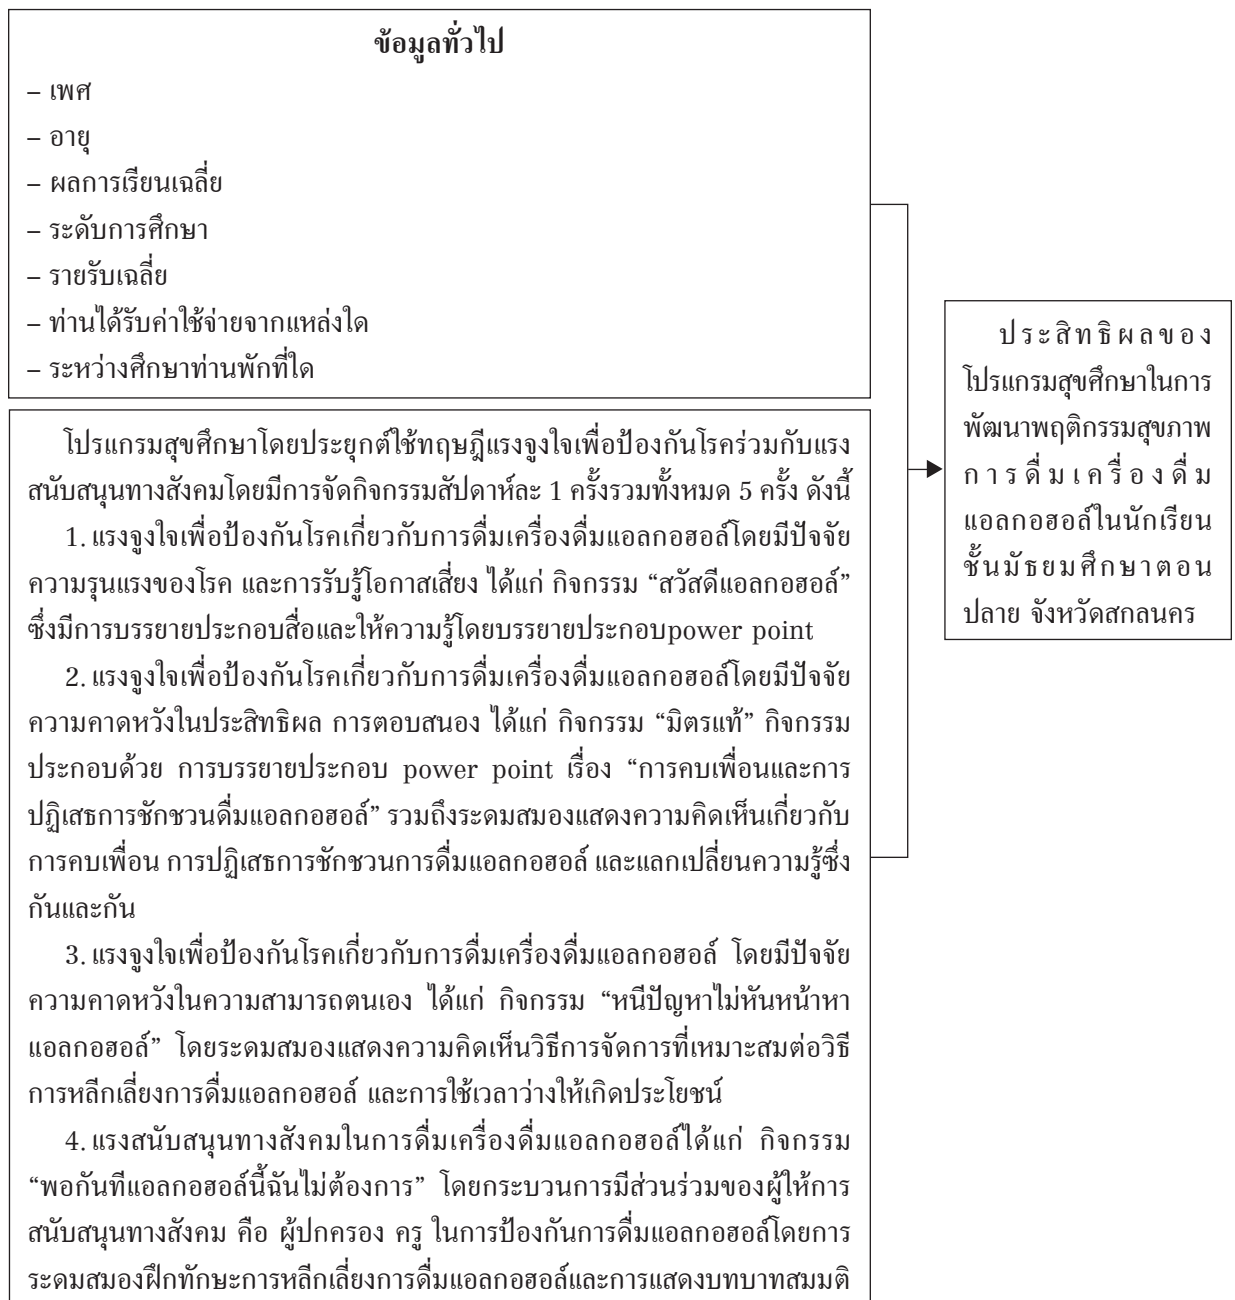 ข้อมูลทั่วไป
– เพศ
– อายุ
– ผลการเรียนเฉลี่ย
– ระดับการศึกษา
– รายรับเฉลี่ย
– ท่านได้รับค่าใช้จ่ายจากแหล่งใด
– ระหว่างศึกษาท่านพักที่ใด
โปรแกรมสุขศึกษาโดยประยุกต์ใช้ทฤษฎีแรงจูงใจเพื่อป้องกันโรคร่วมกับแรง
สนับสนุนทางสังคมโดยมีการจัดกิจกรรมสัปดาห์ละ 1 ครั้งรวมทั้งหมด 5 ครั้ง ดังนี้
1. แรงจูงใจเพื่อป้องกันโรคเกี่ยวกับการดื่มเครื่องดื่มแอลกอฮอล์โดยมีปัจจัย
ความรุนแรงของโรค และการรับรู้โอกาสเสี่ยง ได้แก่ กิจกรรม “สวัสดีแอลกอฮอล์”
ซึ่งมีการบรรยายประกอบสื่อและให้ความรู้โดยบรรยายประกอบpower point
2. แรงจูงใจเพื่อป้องกันโรคเกี่ยวกับการดื่มเครื่องดื่มแอลกอฮอล์โดยมีปัจจัย
ความคาดหวังในประสิทธิผล การตอบสนอง ได้แก่ กิจกรรม “มิตรแท้” กิจกรรม
ประกอบด้วย การบรรยายประกอบ power point เรื่อง “การคบเพื่อนและการ
ปฏิเสธการชักชวนดื่มแอลกอฮอล์” รวมถึงระดมสมองแสดงความคิดเห็นเกี่ยวกับ
การคบเพื่อน การปฏิเสธการชักชวนการดื่มแอลกอฮอล์ และแลกเปลี่ยนความรู้ซึ่ง
กันและกัน
3. แรงจูงใจเพื่อป้องกันโรคเกี่ยวกับการดื่มเครื่องดื่มแอลกอฮอล์ โดยมีปัจจัย
ความคาดหวังในความสามารถตนเอง ได้แก่ กิจกรรม “หนีปัญหาไม่หันหน้าหา
แอลกอฮอล์” โดยระดมสมองแสดงความคิดเห็นวิธีการจัดการที่เหมาะสมต่อวิธี
การหลีกเลี่ยงการดื่มแอลกอฮอล์ และการใช้เวลาว่างให้เกิดประโยชน์
4. แรงสนับสนุนทางสังคมในการดื่มเครื่องดื่มแอลกอฮอล์ได้แก่ กิจกรรม
“พอกันทีแอลกอฮอล์นี้ฉันไม่ต้องการ” โดยกระบวนการมีส่วนร่วมของผู้ให้การ
สนับสนุนทางสังคม คือ ผู้ปกครอง ครู ในการป้องกันการดื่มแอลกอฮอล์โดยการ
ระดมสมองฝึกทักษะการหลีกเลี่ยงการดื่มแอลกอฮอล์และการแสดงบทบาทสมมติ
ประสิทธิผลของ
โปรแกรมสุขศึกษาในการ
พัฒนาพฤติกรรมสุขภาพ
การดื่มเครื่องดื่ม
แอลกอฮอล์ในนักเรียน
ชั้นมัธยมศึกษาตอน
ปลาย จังหวัดสกลนคร